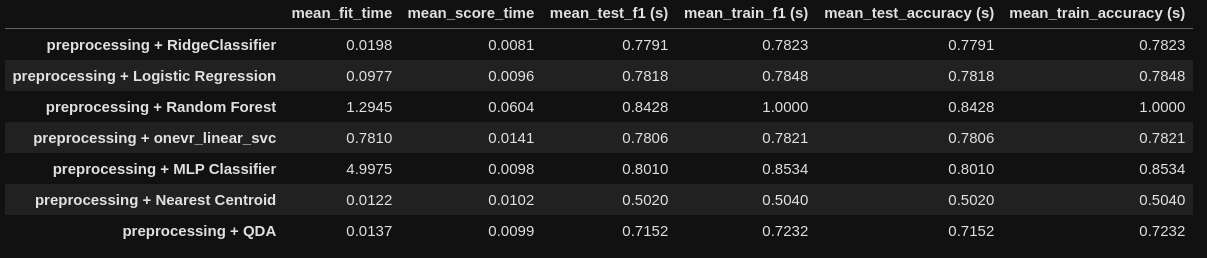 mean_fit_time mean_score_time mean_test_f1 (s) mean_train_f1 (s) mean_test_accuracy (s) mean_train_accuracy (s)
preprocessing + RidgeClassifier 0.0198 0.0081 0.7791 0.7823 0.7791 0.7823
preprocessing + Logistic Regression 0.0977 0.0096 0.7818 0.7848 0.7818 0.7848
preprocessing + Random Forest 1.2945 0.0604 0.8428 1.0000 0.8428 1.0000
preprocessing + onevr_linear_svc 0.7810 0.0141 0.7806 0.7821 0.7806 0.7821
preprocessing + MLP Classifier 4.9975 0.0098 0.8010 0.8534 0.8010 0.8534
preprocessing + Nearest Centroid 0.0122 0.0102 0.5020 0.5040 0.5020 0.5040
preprocessing + QDA 0.0137 0.0099 0.7152 0.7232 0.7152 0.7232